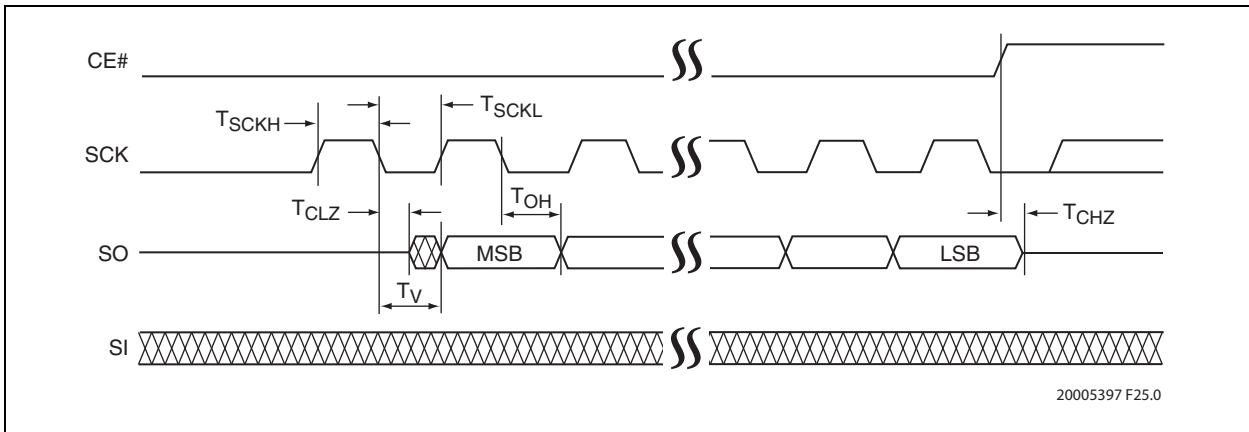 CE#
T_SCKH
T_SCKL
SCK
T_CLZ
T_OH
T_CHZ
SO
MSB
LSB
T_V
SI
20005397 F25.0